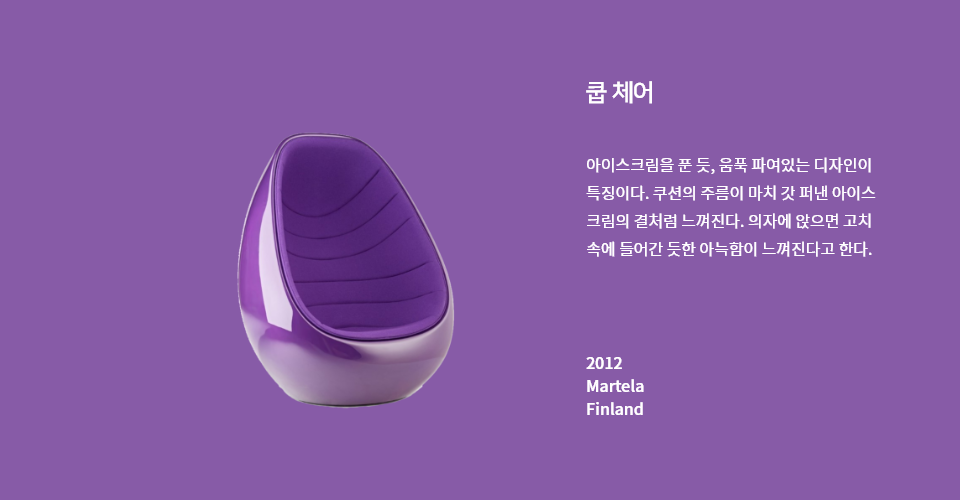 쿱 체어
아이스크림을 푼 듯, 움푹 파여있는 디자인이
특징이다. 쿠션의 주름이 마치 갓 퍼낸 아이스
크림의 결처럼 느껴진다. 의자에 앉으면 고치
속에 들어간 듯한 아늑함이 느껴진다고 한다.
2012
Martela
Finland